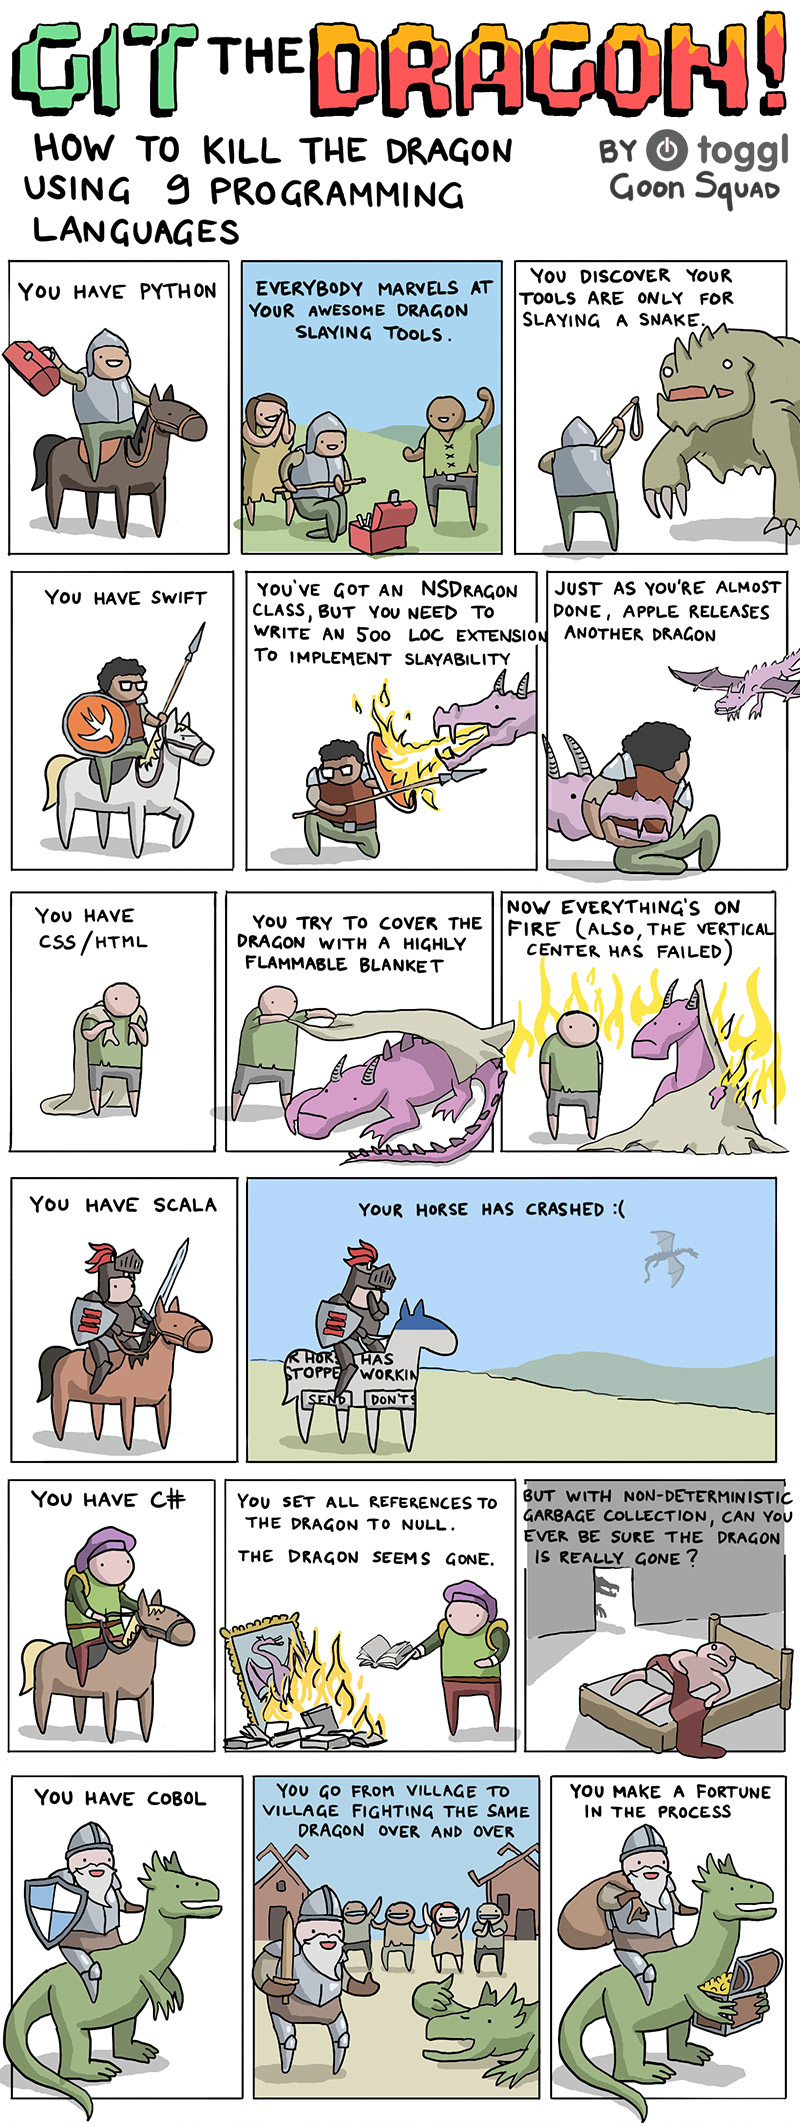 GIT THE DRAGON!
HOW TO KILL THE DRAGON
USING 9 PROGRAMMING
LANGUAGES
BY toggl
GOON SQUAD
YOU HAVE PYTHON
EVERYBODY MARVELS AT
YOUR AWESOME DRAGON
SLAYING TOOLS.
YOU DISCOVER YOUR
TOOLS ARE ONLY FOR
SLAYING A SNAKE.
YOU HAVE SWIFT
YOU'VE GOT AN NSDRAGON
CLASS, BUT YOU NEED TO
WRITE AN 500 LOC EXTENSION
TO IMPLEMENT SLAYABILITY
JUST AS YOU'RE ALMOST
DONE, APPLE RELEASES
ANOTHER DRAGON
YOU HAVE
CSS/HTML
YOU TRY TO COVER THE
DRAGON WITH A HIGHLY
FLAMMABLE BLANKET
NOW EVERYTHING'S ON
FIRE (ALSO, THE VERTICAL
CENTER HAS FAILED)
YOU HAVE SCALA
YOUR HORSE HAS CRASHED :(
R HORS HAS
STOPPE WORKIN
SEND DON'TS
YOU HAVE C#
YOU SET ALL REFERENCES TO
THE DRAGON TO NULL.
THE DRAGON SEEMS GONE.
BUT WITH NON-DETERMINISTIC
GARBAGE COLLECTION, CAN YOU
EVER BE SURE THE DRAGON
IS REALLY GONE?
YOU HAVE COBOL
YOU GO FROM VILLAGE TO
VILLAGE FIGHTING THE SAME
DRAGON OVER AND OVER
YOU MAKE A FORTUNE
IN THE PROCESS